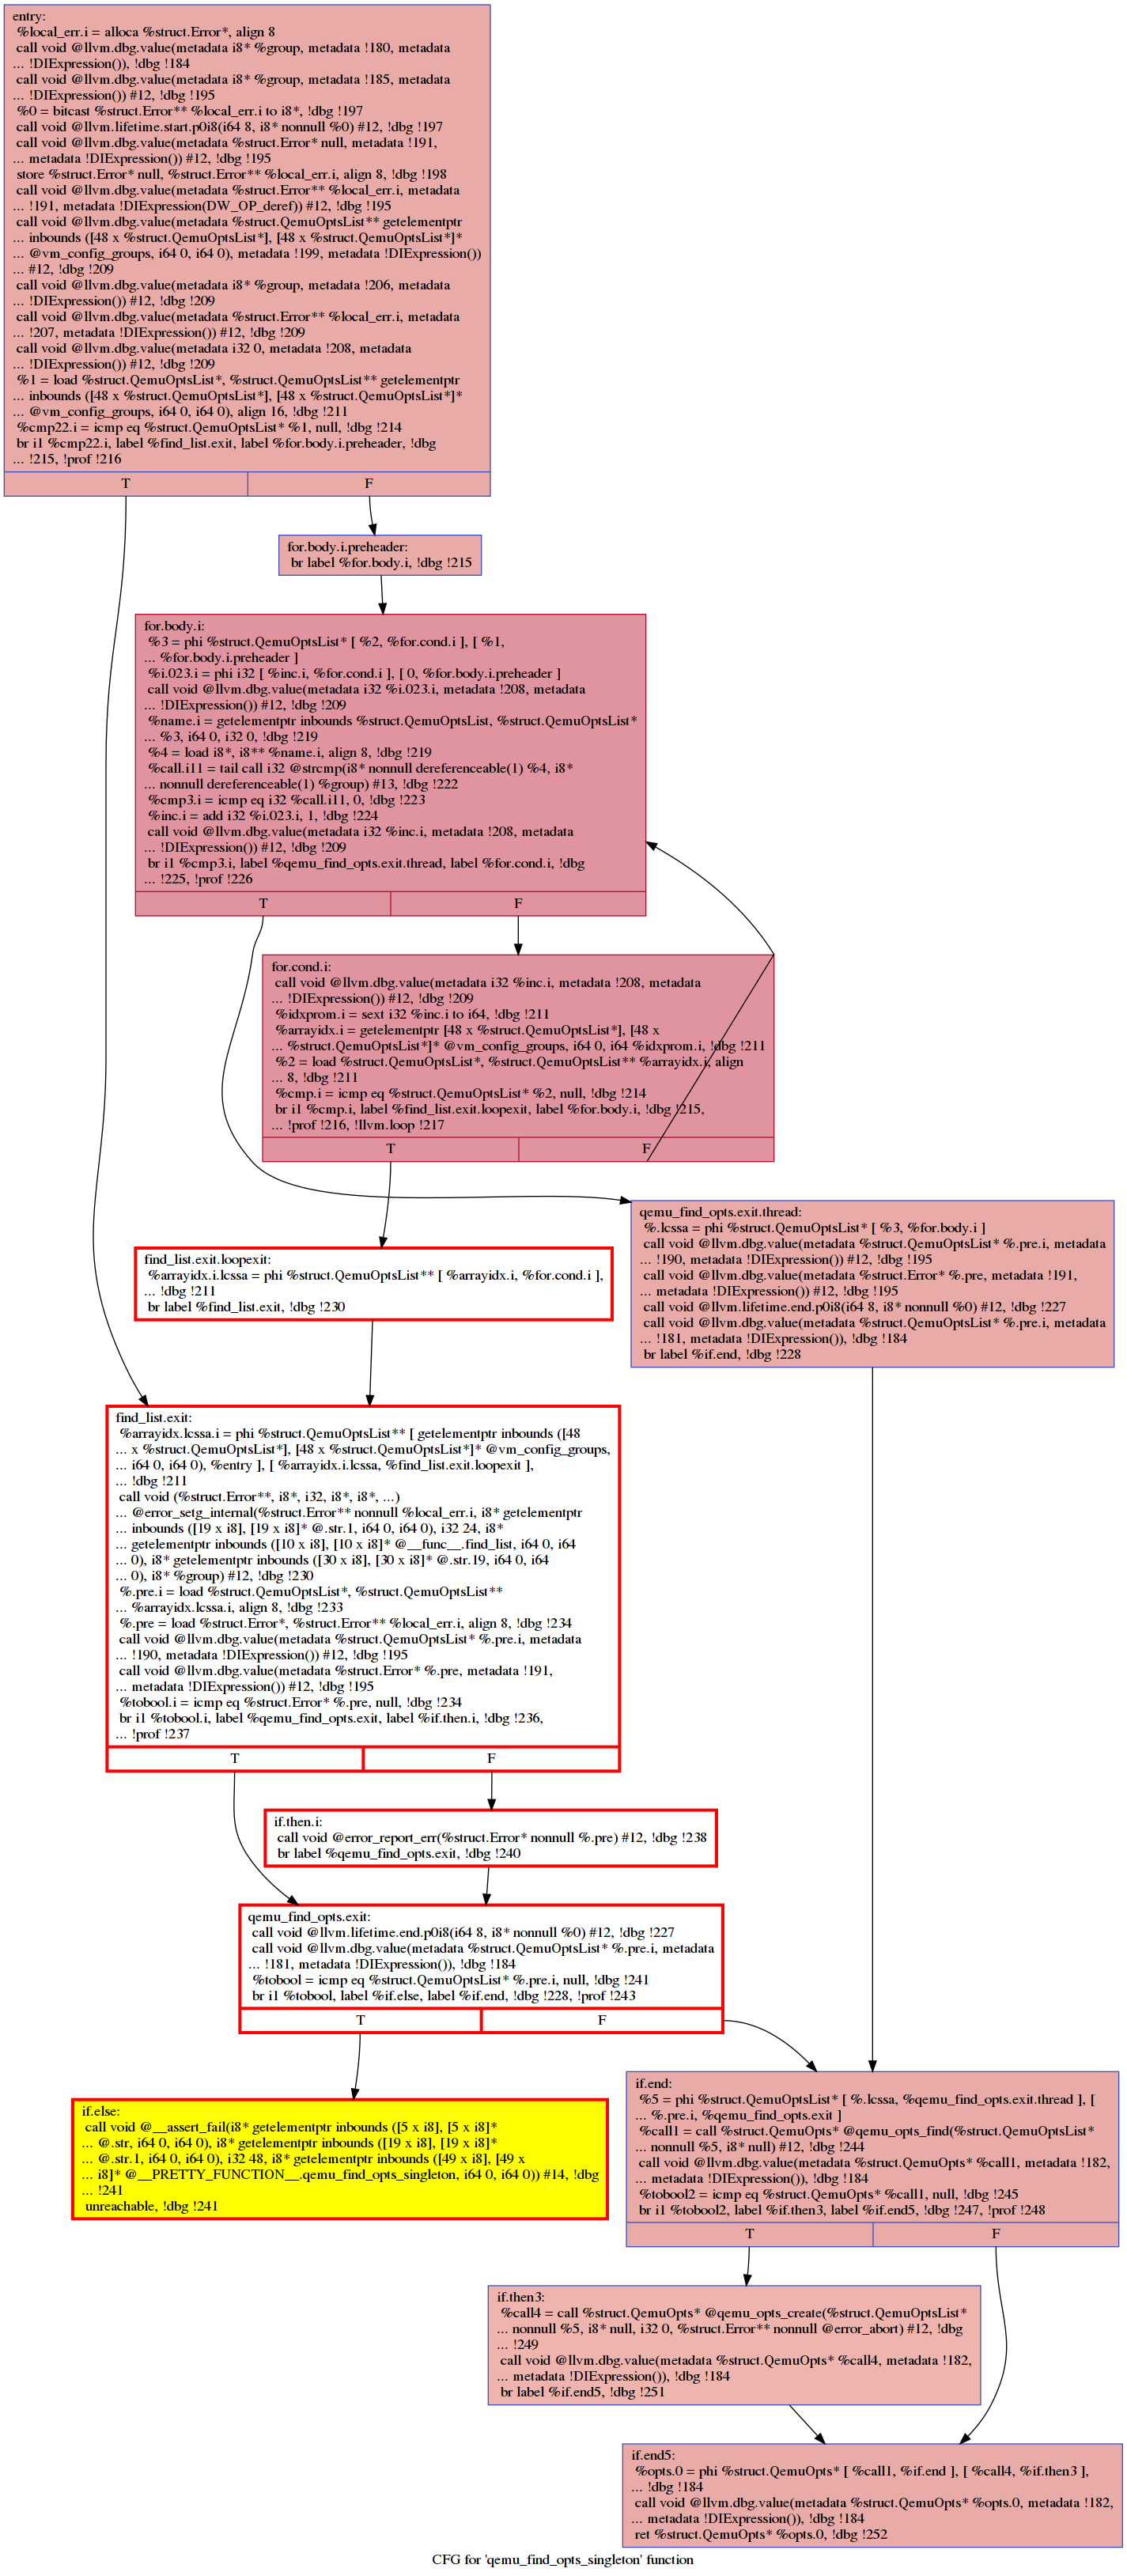 entry:
%local_err.i = alloca %struct.Error*, align 8
call void @llvm.dbg.value(metadata i8* %group, metadata !180, metadata
... !DIExpression()), !dbg !184
call void @llvm.dbg.value(metadata i8* %group, metadata !185, metadata
... !DIExpression()) #12, !dbg !195
%0 = bitcast %struct.Error** %local_err.i to i8*, !dbg !197
call void @llvm.lifetime.start.p0i8(i64 8, i8* nonnull %0) #12, !dbg !197
call void @llvm.dbg.value(metadata %struct.Error* null, metadata !191,
... metadata !DIExpression()) #12, !dbg !195
store %struct.Error* null, %struct.Error** %local_err.i, align 8, !dbg !198
call void @llvm.dbg.value(metadata %struct.Error** %local_err.i, metadata
... !191, metadata !DIExpression(DW_OP_deref)) #12, !dbg !195
call void @llvm.dbg.value(metadata %struct.QemuOptsList** getelementptr
... inbounds ([48 x %struct.QemuOptsList*], [48 x %struct.QemuOptsList*]*
... @vm_config_groups, i64 0, i64 0), metadata !199, metadata !DIExpression())
... #12, !dbg !209
call void @llvm.dbg.value(metadata i8* %group, metadata !206, metadata
... !DIExpression()) #12, !dbg !209
call void @llvm.dbg.value(metadata %struct.Error** %local_err.i, metadata
... !207, metadata !DIExpression()) #12, !dbg !209
call void @llvm.dbg.value(metadata i32 0, metadata !208, metadata
... !DIExpression()) #12, !dbg !209
%1 = load %struct.QemuOptsList*, %struct.QemuOptsList** getelementptr
... inbounds ([48 x %struct.QemuOptsList*], [48 x %struct.QemuOptsList*]*
... @vm_config_groups, i64 0, i64 0), align 16, !dbg !211
%cmp22.i = icmp eq %struct.QemuOptsList* %1, null, !dbg !214
br i1 %cmp22.i, label %find_list.exit, label %for.body.i.preheader, !dbg
... !215, !prof !216
T
F
for.body.i.preheader:
br label %for.body.i, !dbg !215
for.body.i:
%3 = phi %struct.QemuOptsList* [ %2, %for.cond.i ], [ %1,
... %for.body.i.preheader ]
%i.023.i = phi i32 [ %inc.i, %for.cond.i ], [ 0, %for.body.i.preheader ]
call void @llvm.dbg.value(metadata i32 %i.023.i, metadata !208, metadata
... !DIExpression()) #12, !dbg !209
%name.i = getelementptr inbounds %struct.QemuOptsList, %struct.QemuOptsList*
... %3, i64 0, i32 0, !dbg !219
%4 = load i8*, i8** %name.i, align 8, !dbg !219
%call.i11 = tail call i32 @strcmp(i8* nonnull dereferenceable(1) %4, i8*
... nonnull dereferenceable(1) %group) #13, !dbg !222
%cmp3.i = icmp eq i32 %call.i11, 0, !dbg !223
%inc.i = add i32 %i.023.i, 1, !dbg !224
call void @llvm.dbg.value(metadata i32 %inc.i, metadata !208, metadata
... !DIExpression()) #12, !dbg !209
br i1 %cmp3.i, label %qemu_find_opts.exit.thread, label %for.cond.i, !dbg
... !225, !prof !226
T
F
for.cond.i:
call void @llvm.dbg.value(metadata i32 %inc.i, metadata !208, metadata
... !DIExpression()) #12, !dbg !209
%idxprom.i = sext i32 %inc.i to i64, !dbg !211
%arrayidx.i = getelementptr [48 x %struct.QemuOptsList*], [48 x
... %struct.QemuOptsList*]* @vm_config_groups, i64 0, i64 %idxprom.i, !dbg !211
%2 = load %struct.QemuOptsList*, %struct.QemuOptsList** %arrayidx.i, align
... 8, !dbg !211
%cmp.i = icmp eq %struct.QemuOptsList* %2, null, !dbg !214
br i1 %cmp.i, label %find_list.exit.loopexit, label %for.body.i, !dbg !215,
... !prof !216, !llvm.loop !217
T
F
qemu_find_opts.exit.thread:
%.lcssa = phi %struct.QemuOptsList* [ %3, %for.body.i ]
call void @llvm.dbg.value(metadata %struct.QemuOptsList* %.pre.i, metadata
... !190, metadata !DIExpression()) #12, !dbg !195
call void @llvm.dbg.value(metadata %struct.Error* %.pre, metadata !191,
... metadata !DIExpression()) #12, !dbg !195
call void @llvm.lifetime.end.p0i8(i64 8, i8* nonnull %0) #12, !dbg !227
call void @llvm.dbg.value(metadata %struct.QemuOptsList* %.pre.i, metadata
... !181, metadata !DIExpression()), !dbg !184
br label %if.end, !dbg !228
find_list.exit.loopexit:
%arrayidx.i.lcssa = phi %struct.QemuOptsList** [ %arrayidx.i, %for.cond.i ],
... !dbg !211
br label %find_list.exit, !dbg !230
find_list.exit:
%arrayidx.lcssa.i = phi %struct.QemuOptsList** [ getelementptr inbounds ([48
... x %struct.QemuOptsList*], [48 x %struct.QemuOptsList*]* @vm_config_groups,
... i64 0, i64 0), %entry ], [ %arrayidx.i.lcssa, %find_list.exit.loopexit ],
... !dbg !211
call void (%struct.Error**, i8*, i32, i8*, i8*, ...)
... @error_setg_internal(%struct.Error** nonnull %local_err.i, i8* getelementptr
... inbounds ([19 x i8], [19 x i8]* @.str.1, i64 0, i64 0), i32 24, i8*
... getelementptr inbounds ([10 x i8], [10 x i8]* @__func__.find_list, i64 0, i64
... 0), i8* getelementptr inbounds ([30 x i8], [30 x i8]* @.str.19, i64 0, i64
... 0), i8* %group) #12, !dbg !230
%.pre.i = load %struct.QemuOptsList*, %struct.QemuOptsList**
... %arrayidx.lcssa.i, align 8, !dbg !233
%.pre = load %struct.Error*, %struct.Error** %local_err.i, align 8, !dbg !234
call void @llvm.dbg.value(metadata %struct.QemuOptsList* %.pre.i, metadata
... !190, metadata !DIExpression()) #12, !dbg !195
call void @llvm.dbg.value(metadata %struct.Error* %.pre, metadata !191,
... metadata !DIExpression()) #12, !dbg !195
%tobool.i = icmp eq %struct.Error* %.pre, null, !dbg !234
br i1 %tobool.i, label %qemu_find_opts.exit, label %if.then.i, !dbg !236,
... !prof !237
T
F
if.then.i:
call void @error_report_err(%struct.Error* nonnull %.pre) #12, !dbg !238
br label %qemu_find_opts.exit, !dbg !240
qemu_find_opts.exit:
call void @llvm.lifetime.end.p0i8(i64 8, i8* nonnull %0) #12, !dbg !227
call void @llvm.dbg.value(metadata %struct.QemuOptsList* %.pre.i, metadata
... !181, metadata !DIExpression()), !dbg !184
%tobool = icmp eq %struct.QemuOptsList* %.pre.i, null, !dbg !241
br i1 %tobool, label %if.else, label %if.end, !dbg !228, !prof !243
T
F
if.else:
call void @__assert_fail(i8* getelementptr inbounds ([5 x i8], [5 x i8]*
... @.str, i64 0, i64 0), i8* getelementptr inbounds ([19 x i8], [19 x i8]*
... @.str.1, i64 0, i64 0), i32 48, i8* getelementptr inbounds ([49 x i8], [49 x
... i8]* @__PRETTY_FUNCTION__.qemu_find_opts_singleton, i64 0, i64 0)) #14, !dbg
... !241
unreachable, !dbg !241
if.end:
%5 = phi %struct.QemuOptsList* [ %.lcssa, %qemu_find_opts.exit.thread ], [
... %.pre.i, %qemu_find_opts.exit ]
%call1 = call %struct.QemuOpts* @qemu_opts_find(%struct.QemuOptsList*
... nonnull %5, i8* null) #12, !dbg !244
call void @llvm.dbg.value(metadata %struct.QemuOpts* %call1, metadata !182,
... metadata !DIExpression()), !dbg !184
%tobool2 = icmp eq %struct.QemuOpts* %call1, null, !dbg !245
br i1 %tobool2, label %if.then3, label %if.end5, !dbg !247, !prof !248
T
F
if.then3:
%call4 = call %struct.QemuOpts* @qemu_opts_create(%struct.QemuOptsList*
... nonnull %5, i8* null, i32 0, %struct.Error** nonnull @error_abort) #12, !dbg
... !249
call void @llvm.dbg.value(metadata %struct.QemuOpts* %call4, metadata !182,
... metadata !DIExpression()), !dbg !184
br label %if.end5, !dbg !251
if.end5:
%opts.0 = phi %struct.QemuOpts* [ %call1, %if.end ], [ %call4, %if.then3 ],
... !dbg !184
call void @llvm.dbg.value(metadata %struct.QemuOpts* %opts.0, metadata !182,
... metadata !DIExpression()), !dbg !184
ret %struct.QemuOpts* %opts.0, !dbg !252
CFG for 'qemu_find_opts_singleton' function